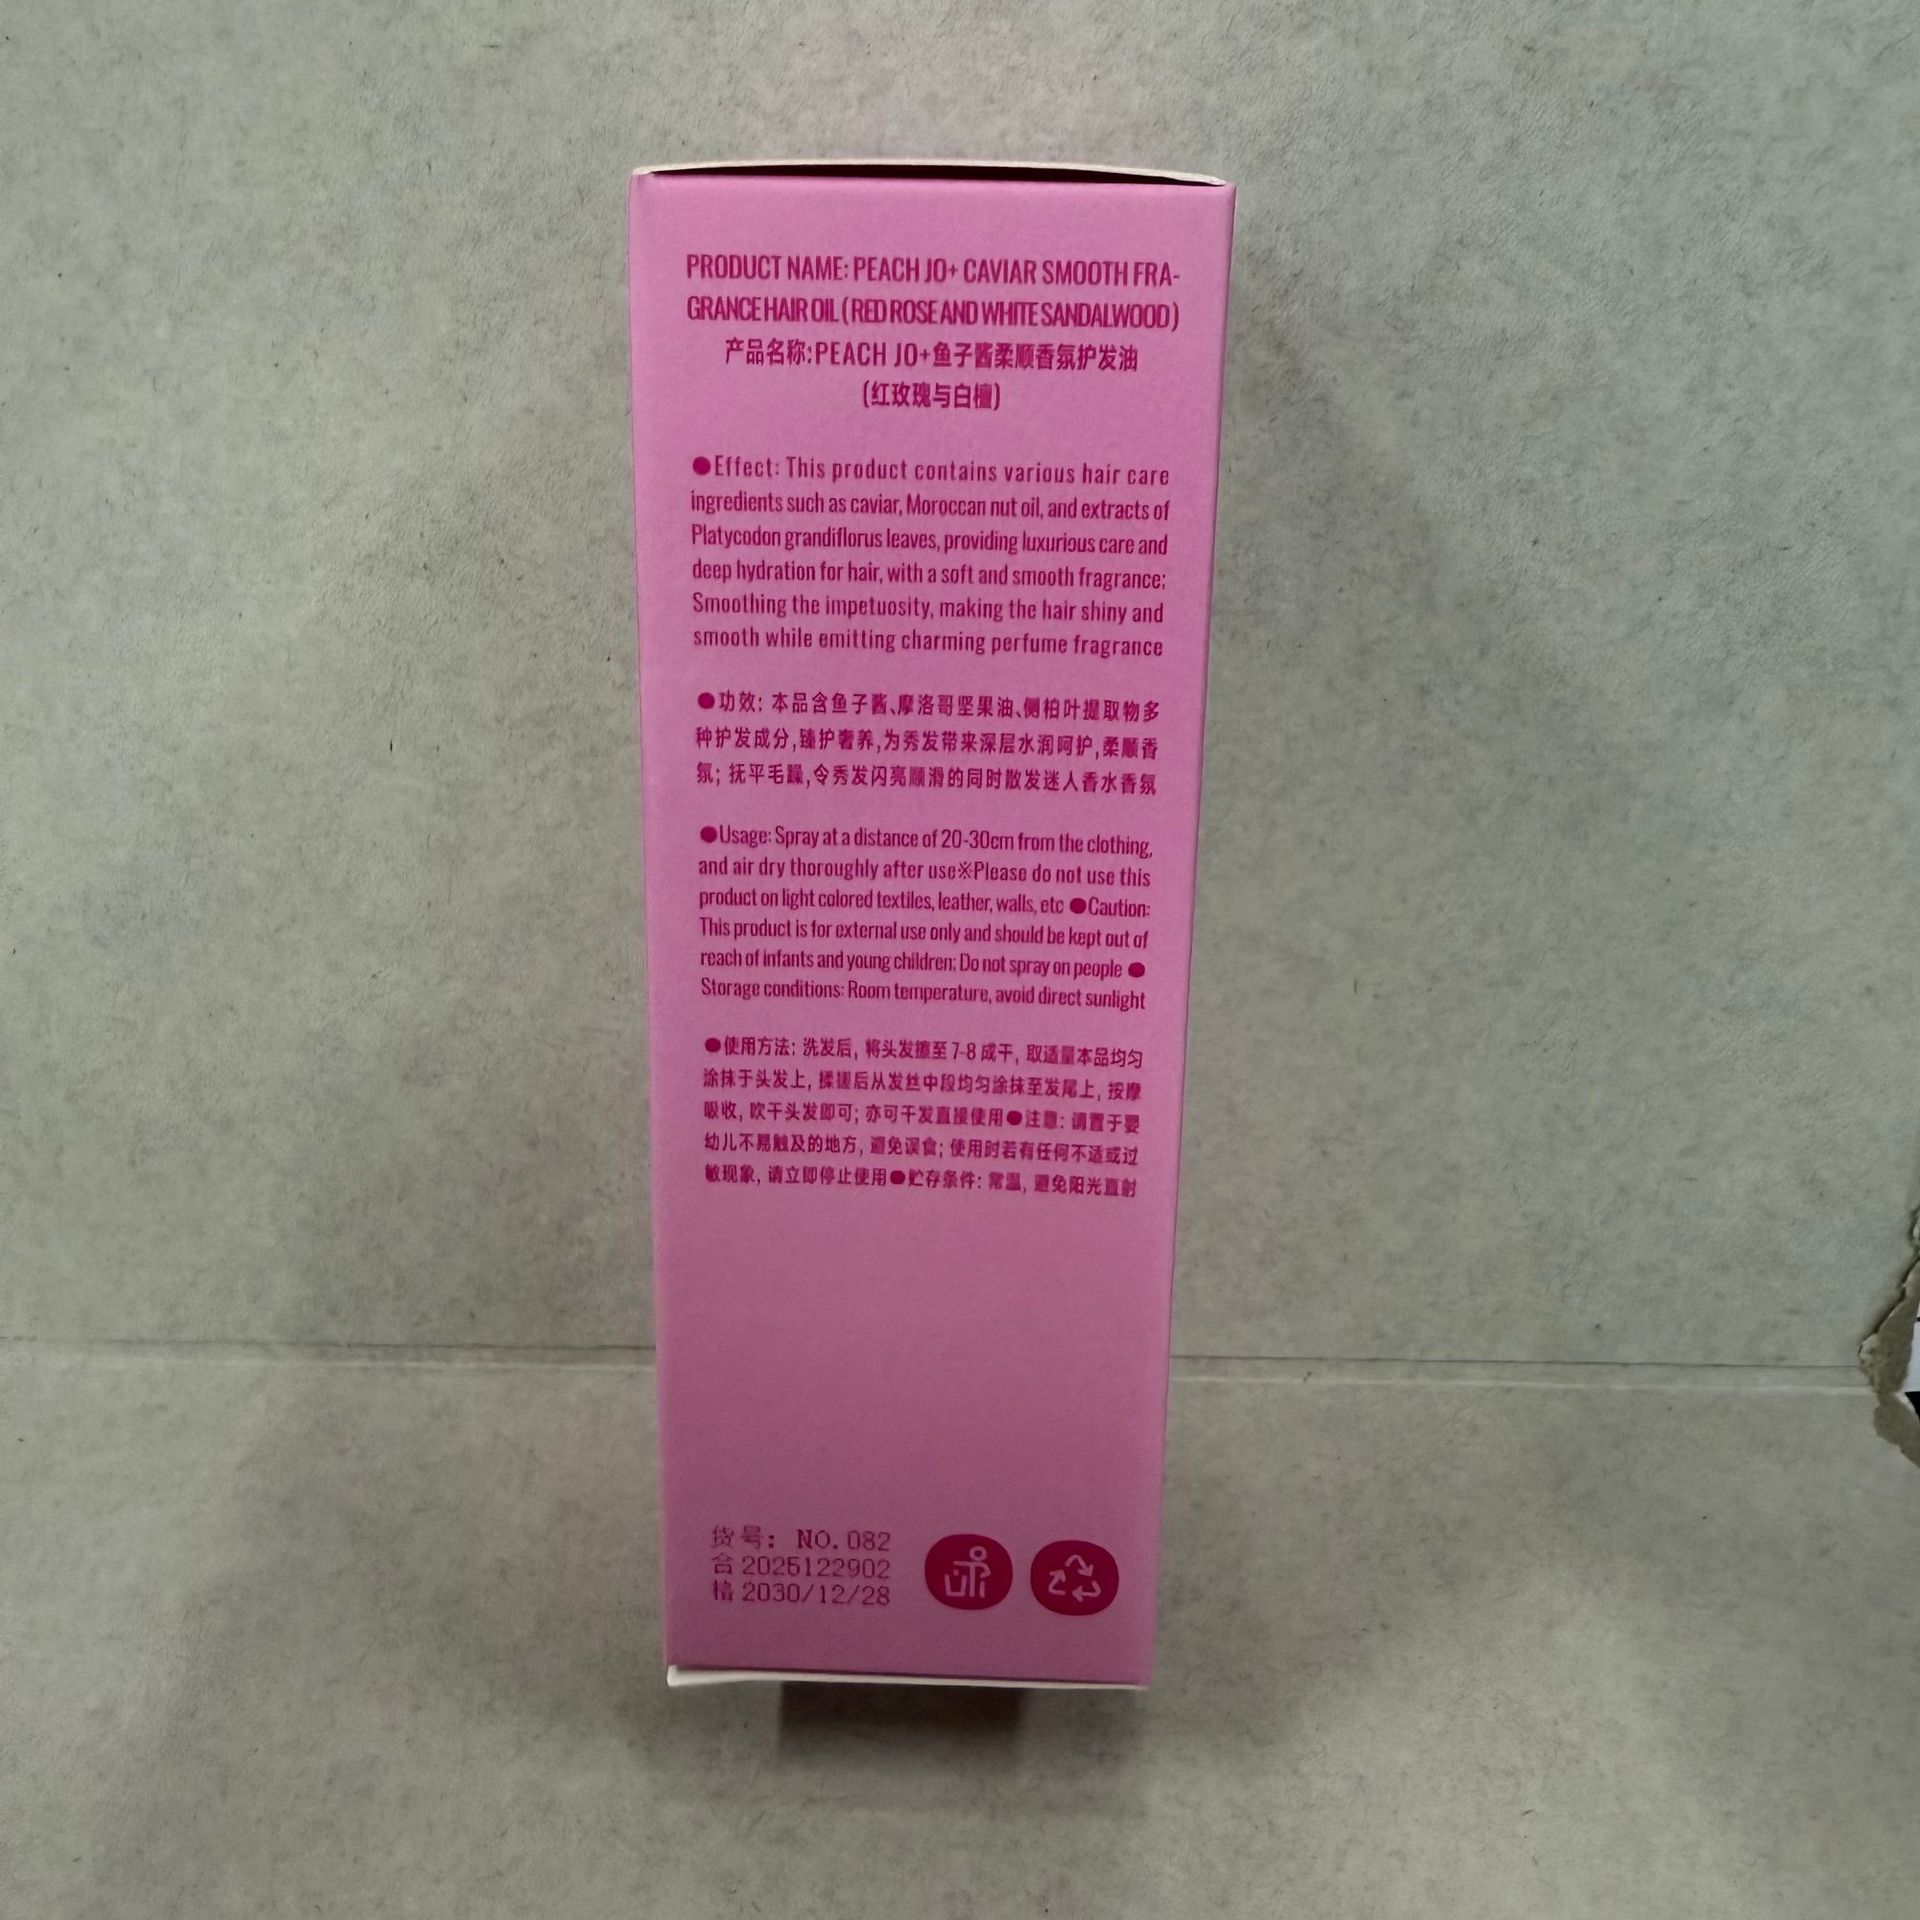 PRODUCT NAME: PEACH JO+ CAVIAR SMOOTH FRA-
GRANCE HAIR OIL ( RED ROSE AND WHITE SANDALWOOD )
产品名称:PEACH JO+鱼子酱柔顺香氛护发油
(红玫瑰与白檀)
●Effect: This product contains various hair care
ingredients such as caviar, Moroccan nut oil, and extracts of
Platycodon grandiflorus leaves, providing luxurious care and
deep hydration for hair, with a soft and smooth fragrance;
Smoothing the impetuosity, making the hair shiny and
smooth while emitting charming perfume fragrance
●功效: 本品含鱼子酱、摩洛哥坚果油、侧柏叶提取物多
种护发成分,臻护奢养,为秀发带来深层水润呵护,柔顺香
氛; 抚平毛躁,令秀发闪亮顺滑的同时散发迷人香水香氛
●Usage: Spray at a distance of 20-30cm from the clothing,
and air dry thoroughly after use※Please do not use this
product on light colored textiles, leather, walls, etc ●Caution:
This product is for external use only and should be kept out of
reach of infants and young children; Do not spray on people ●
Storage conditions: Room temperature, avoid direct sunlight
●使用方法: 洗发后, 将头发擦至 7-8 成干, 取适量本品均匀
涂抹于头发上, 揉搓后从发丝中段均匀涂抹至发尾上, 按摩
吸收, 吹干头发即可; 亦可干发直接使用●注意: 请置于婴
幼儿不易触及的地方, 避免误食; 使用时若有任何不适或过
敏现象, 请立即停止使用●贮存条件: 常温, 避免阳光直射
货号: NO.082
合 2025122902
格 2030/12/28